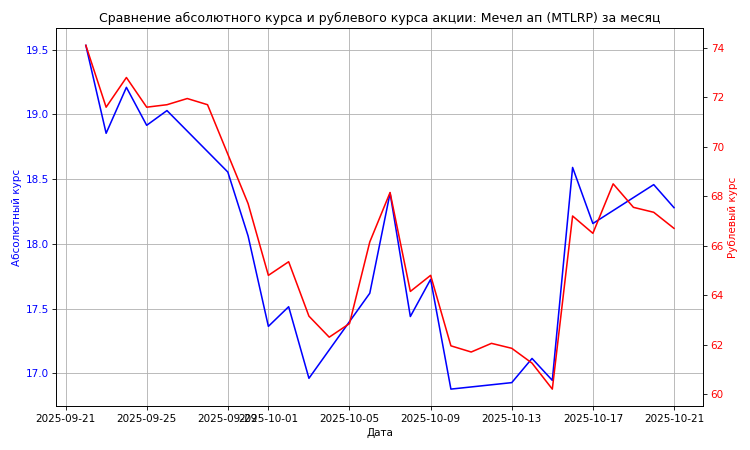 Сравнение абсолютного курса и рублевого курса акции: Мечел ап (MTLRP) за месяц
Абсолютный курс
19.5
19.0
18.5
18.0
17.5
17.0
74
72
70
68
66
64
62
60
Рублевый курс
2025-09-21 2025-09-25 2025-09-29 2025-10-01 2025-10-05 2025-10-09 2025-10-13 2025-10-17 2025-10-21
Дата